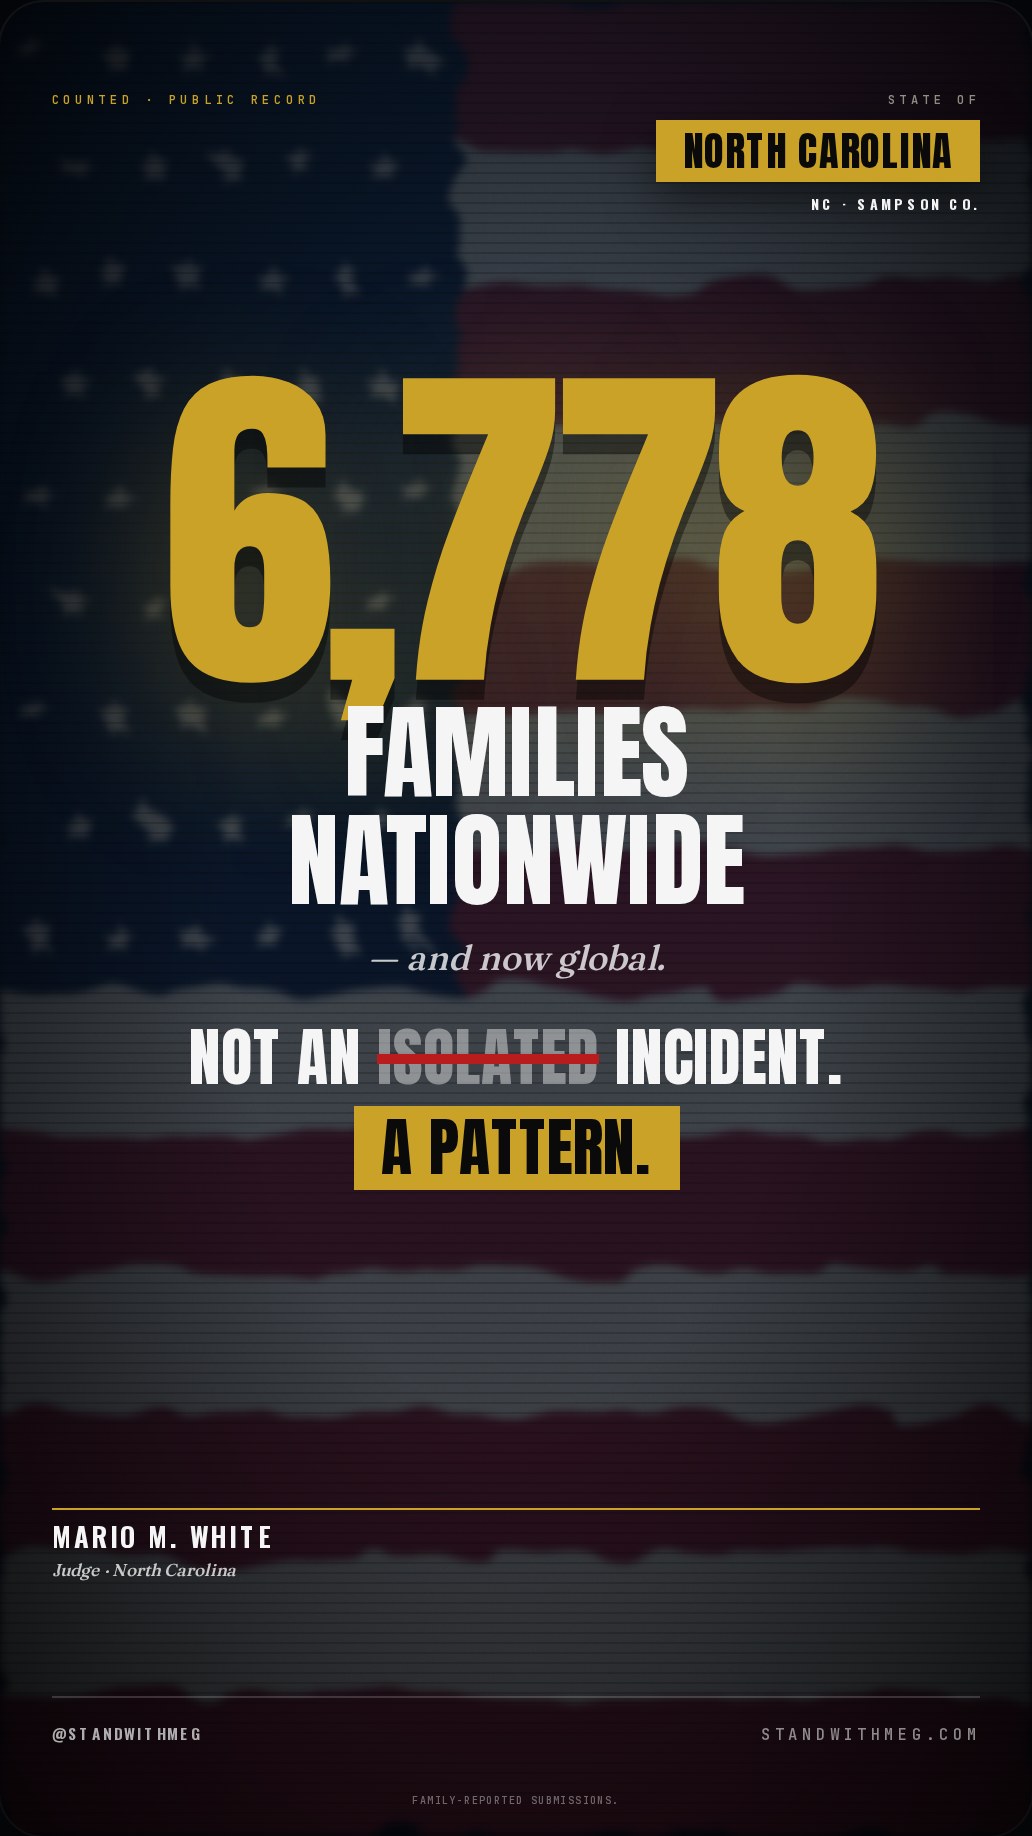 COUNTED · PUBLIC RECORD
STATE OF
NORTH CAROLINA
NC · SAMPSON CO.
6,778
FAMILIES
NATIONWIDE
— and now global.
NOT AN ISOLATED INCIDENT.
A PATTERN.
MARIO M. WHITE
Judge · North Carolina
@STANDWITHMEG
STANDWITHMEG.COM
FAMILY-REPORTED SUBMISSIONS.